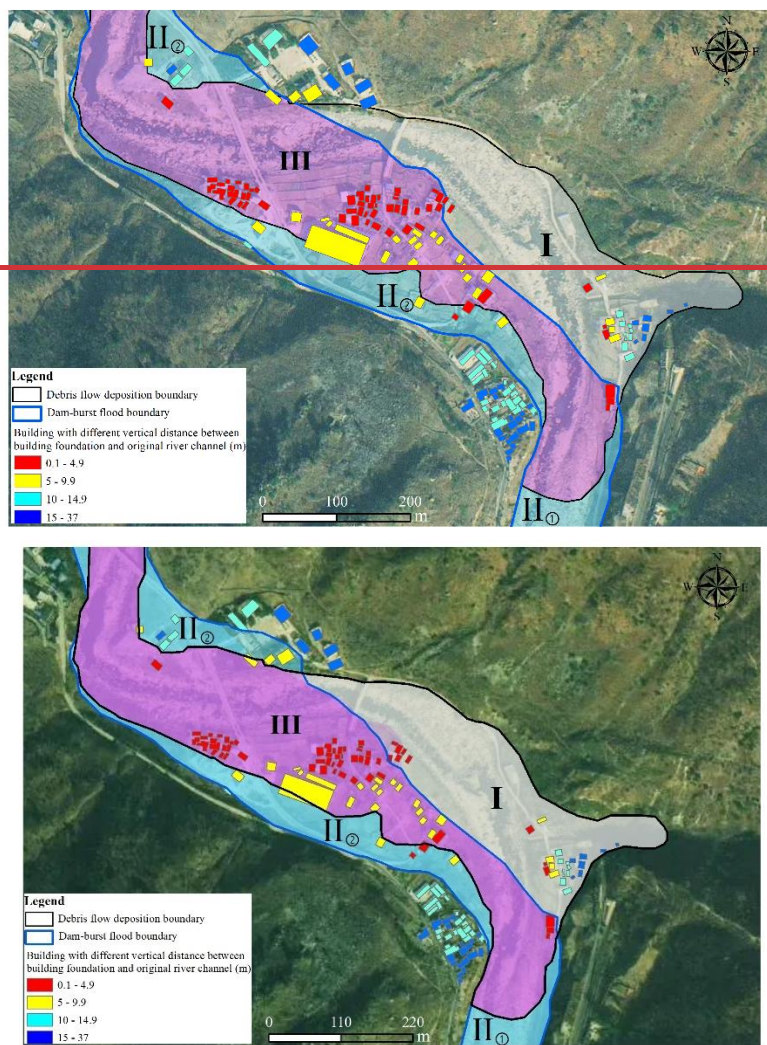 II②
N
W E
S
III
I
II②
Legend
Debris flow deposition boundary
Dam-burst flood boundary
Building with different vertical distance between
building foundation and original river channel (m)
0.1 - 4.9
5 - 9.9
10 - 14.9
15 - 37
0 100 200
m
II①
N
W E
S
II②
III
I
II②
Legend
Debris flow deposition boundary
Dam-burst flood boundary
Building with different vertical distance between
building foundation and original river channel (m)
0.1 - 4.9
5 - 9.9
10 - 14.9
15 - 37
0 110 220
m
II①